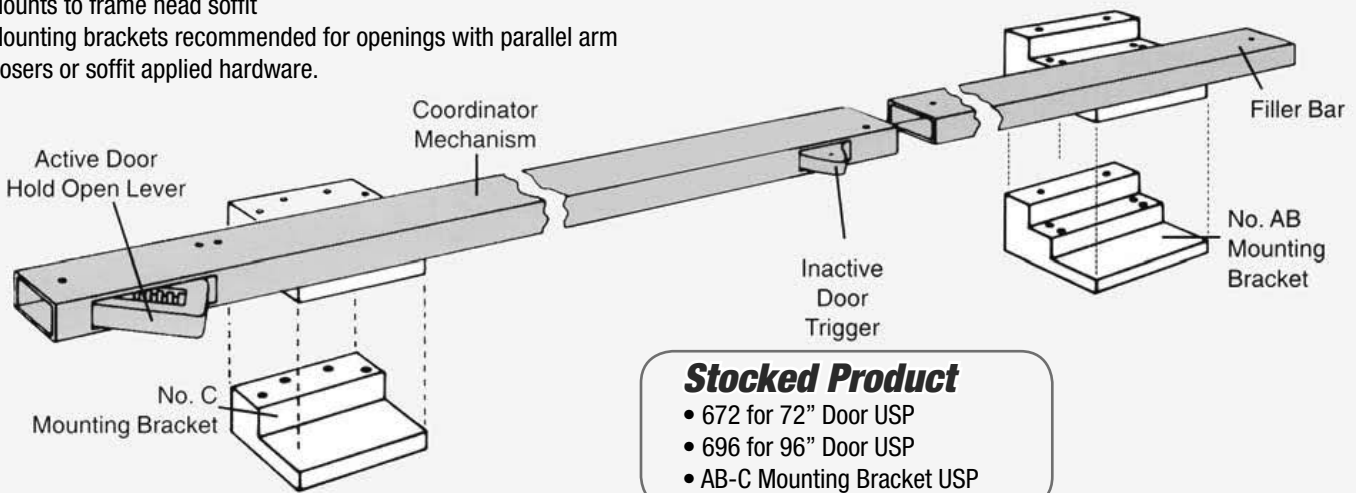 ounts to frame head soffit
ounting brackets recommended for openings with parallel arm
osers or soffit applied hardware.
Coordinator
Mechanism
Active Door
Hold Open Lever
Filler Bar
No. AB
Mounting
Bracket
Inactive
Door
Trigger
No. C
Mounting Bracket
Stocked Product
• 672 for 72” Door USP
• 696 for 96” Door USP
• AB-C Mounting Bracket USP